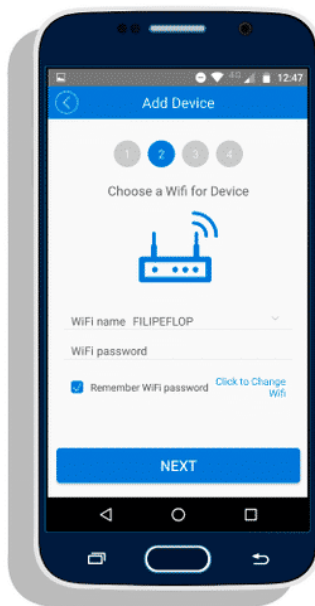 4G 12:47
Add Device
1 2 3 4
Choose a Wifi for Device
WiFi name FILIPEFLOP
WiFi password
Remember WiFi password Click to Change
Wifi
NEXT